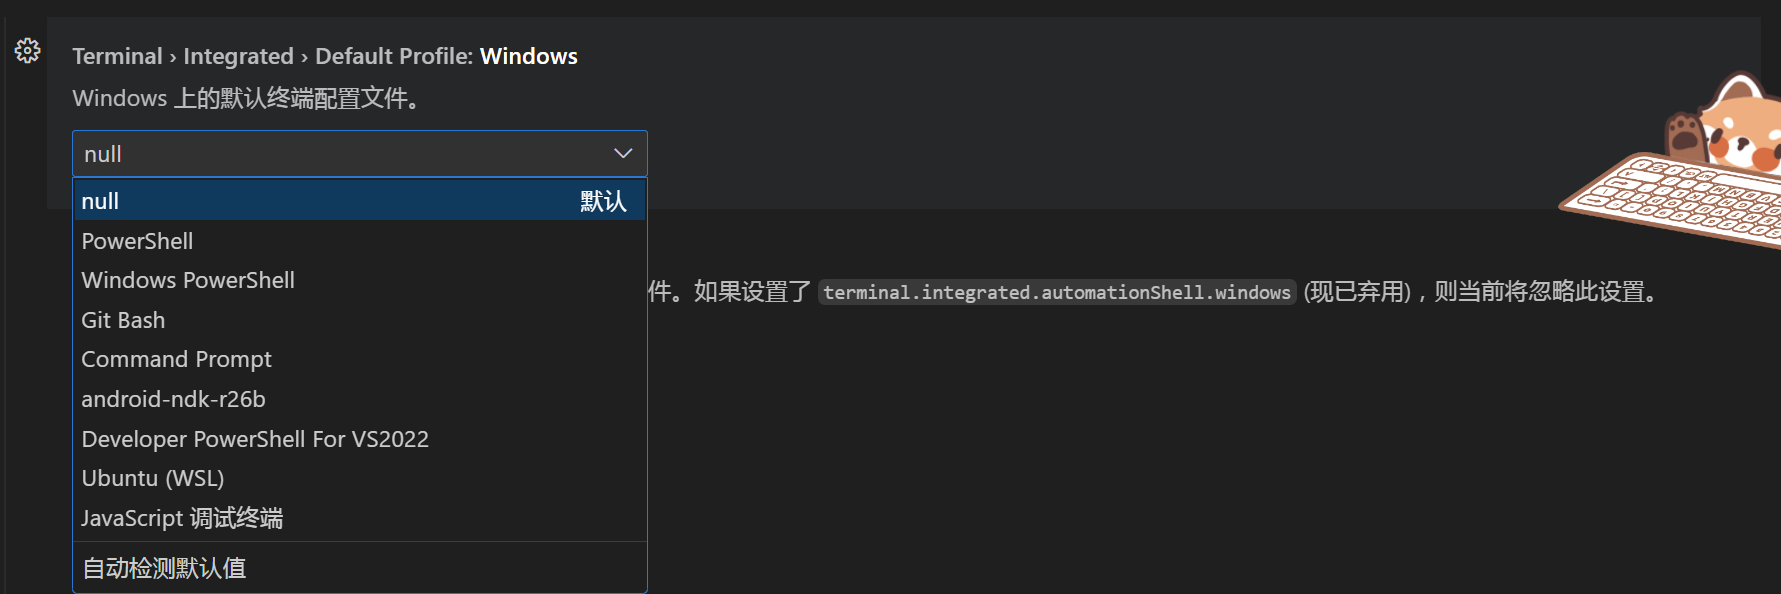 Terminal › Integrated › Default Profile: Windows
Windows 上的默认终端配置文件。
null
null 默认
PowerShell
Windows PowerShell
件。如果设置了 terminal.integrated.automationShell.windows (现已弃用)，则当前将忽略此设置。
Git Bash
Command Prompt
android-ndk-r26b
Developer PowerShell For VS2022
Ubuntu (WSL)
JavaScript 调试终端
自动检测默认值